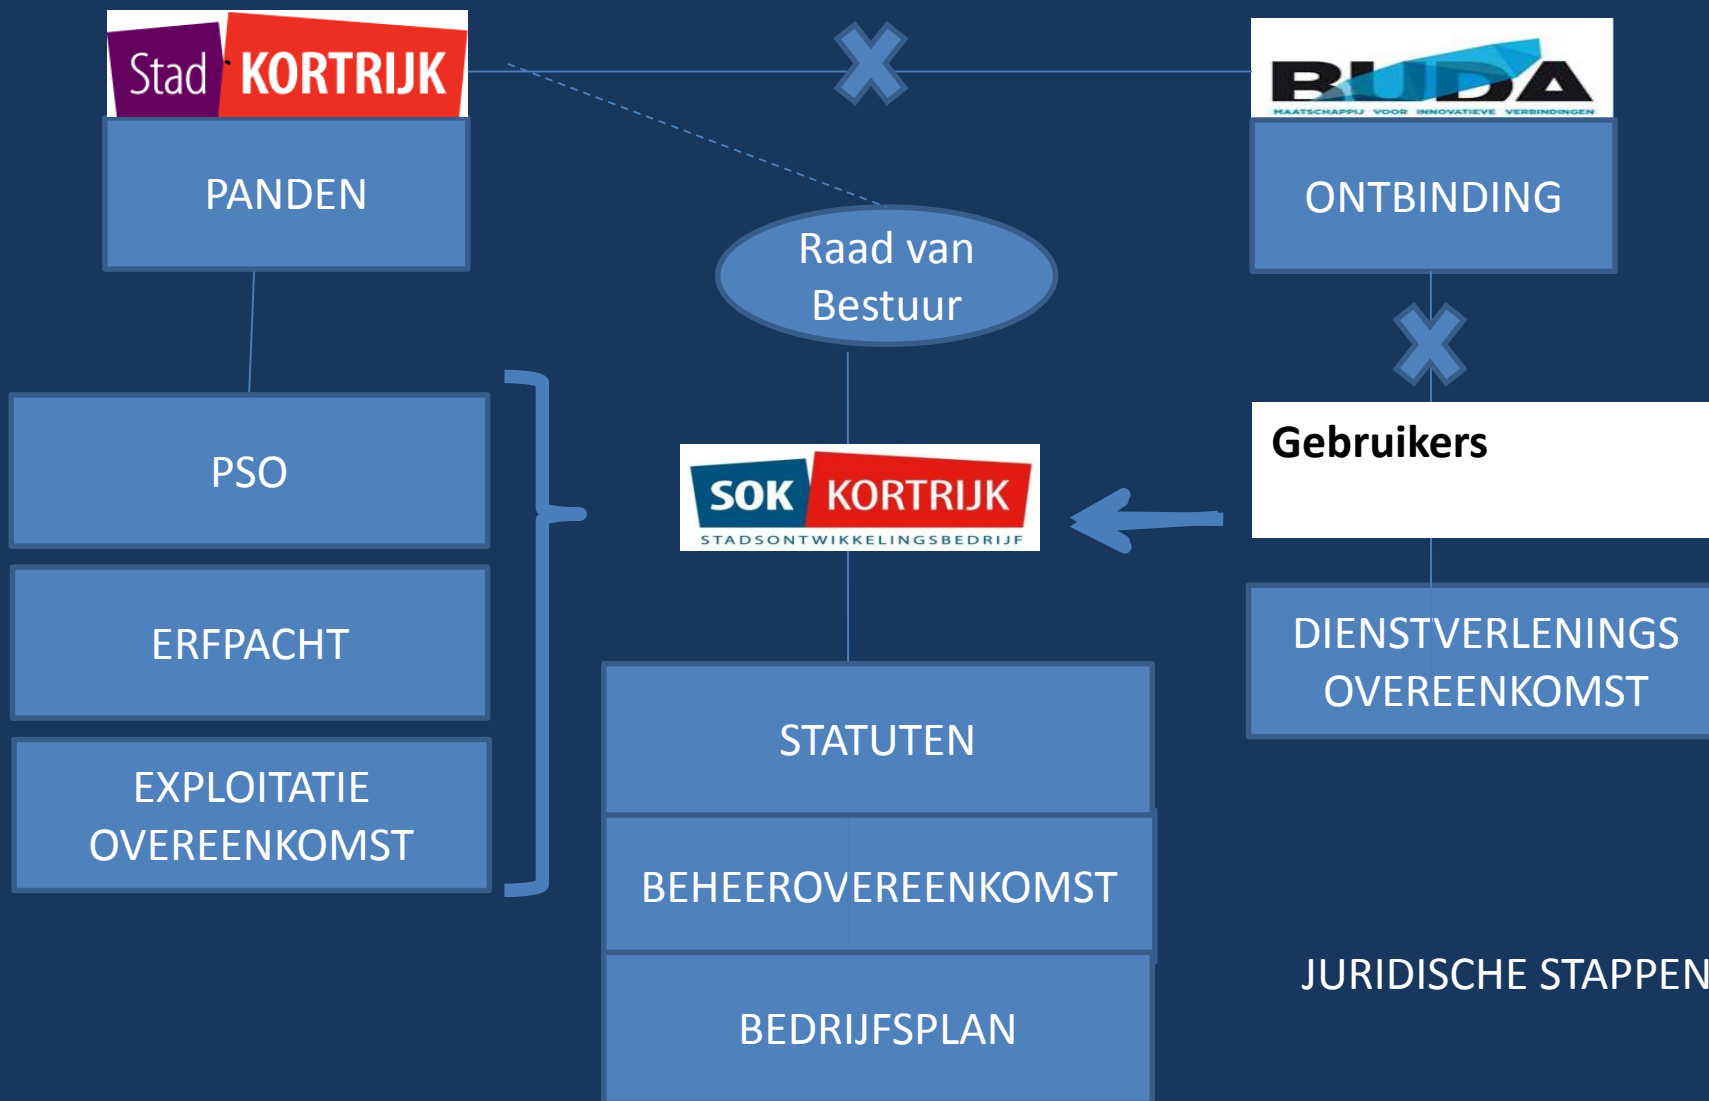 Stad KORTRIJK
PANDEN
BUDA
MAATSCHAPPIJ VOOR INNOVATIEVE VERBINDINGEN
ONTBINDING
Raad van
Bestuur
PSO
ERFPACHT
EXPLOITATIE
OVEREENKOMST
SOK KORTRIJK
STADSONTWIKKELINGSBEDRIJF
Gebruikers
DIENSTVERLENINGS
OVEREENKOMST
STATUTEN
BEHEEROVEREENKOMST
BEDRIJFSPLAN
JURIDISCHE STAPPEN